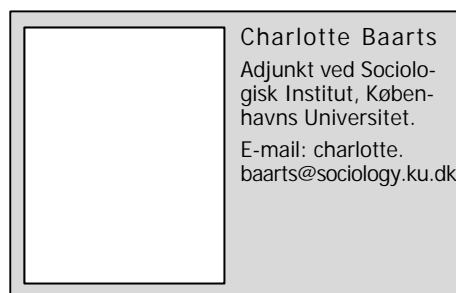 Charlotte Baarts
Adjunkt ved Sociolo-
gisk Institut, Køben-
havns Universitet.
E-mail: charlotte.
baarts@sociology.ku.dk